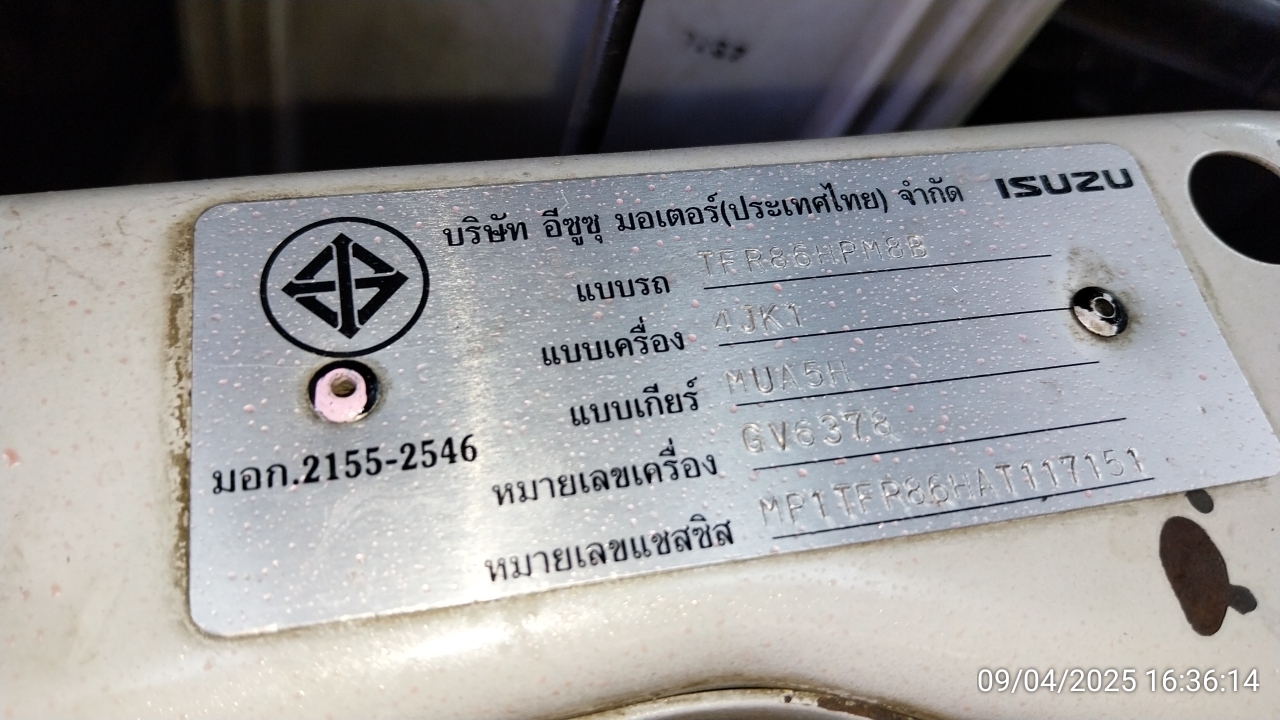 บริษัท อีซูซุ มอเตอร์(ประเทศไทย) จำกัด ISUZU
แบบรถ TFR86HPM8B
แบบเครื่อง 4JK1
แบบเกียร์ MUA5H
มอก.2155-2546
หมายเลขเครื่อง GV6378
หมายเลขแชสซิส MP1TFR86HAT117151
09/04/2025 16:36:14